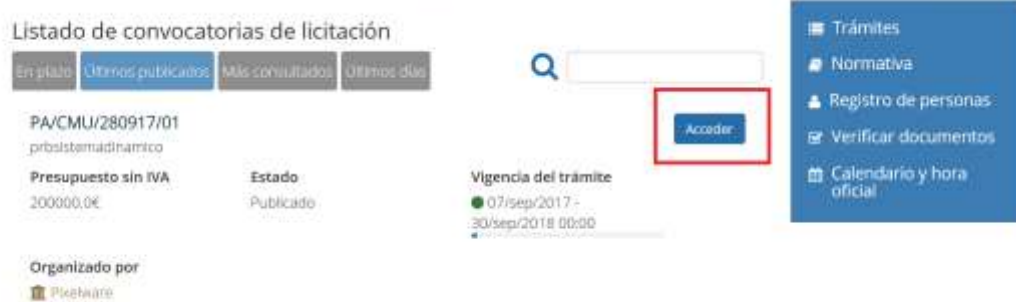 Listado de convocatorias de licitación
En plazo Últimos publicados Más consultados Últimos días
PA/CMU/280917/01
prbsistemadinamico
Acceder
Presupuesto sin IVA Estado Vigencia del trámite
200000.0€ Publicado 07/sep/2017 -
30/sep/2018 00:00
Organizado por
Pixelware
Trámites
Normativa
Registro de personas
Verificar documentos
Calendario y hora
oficial